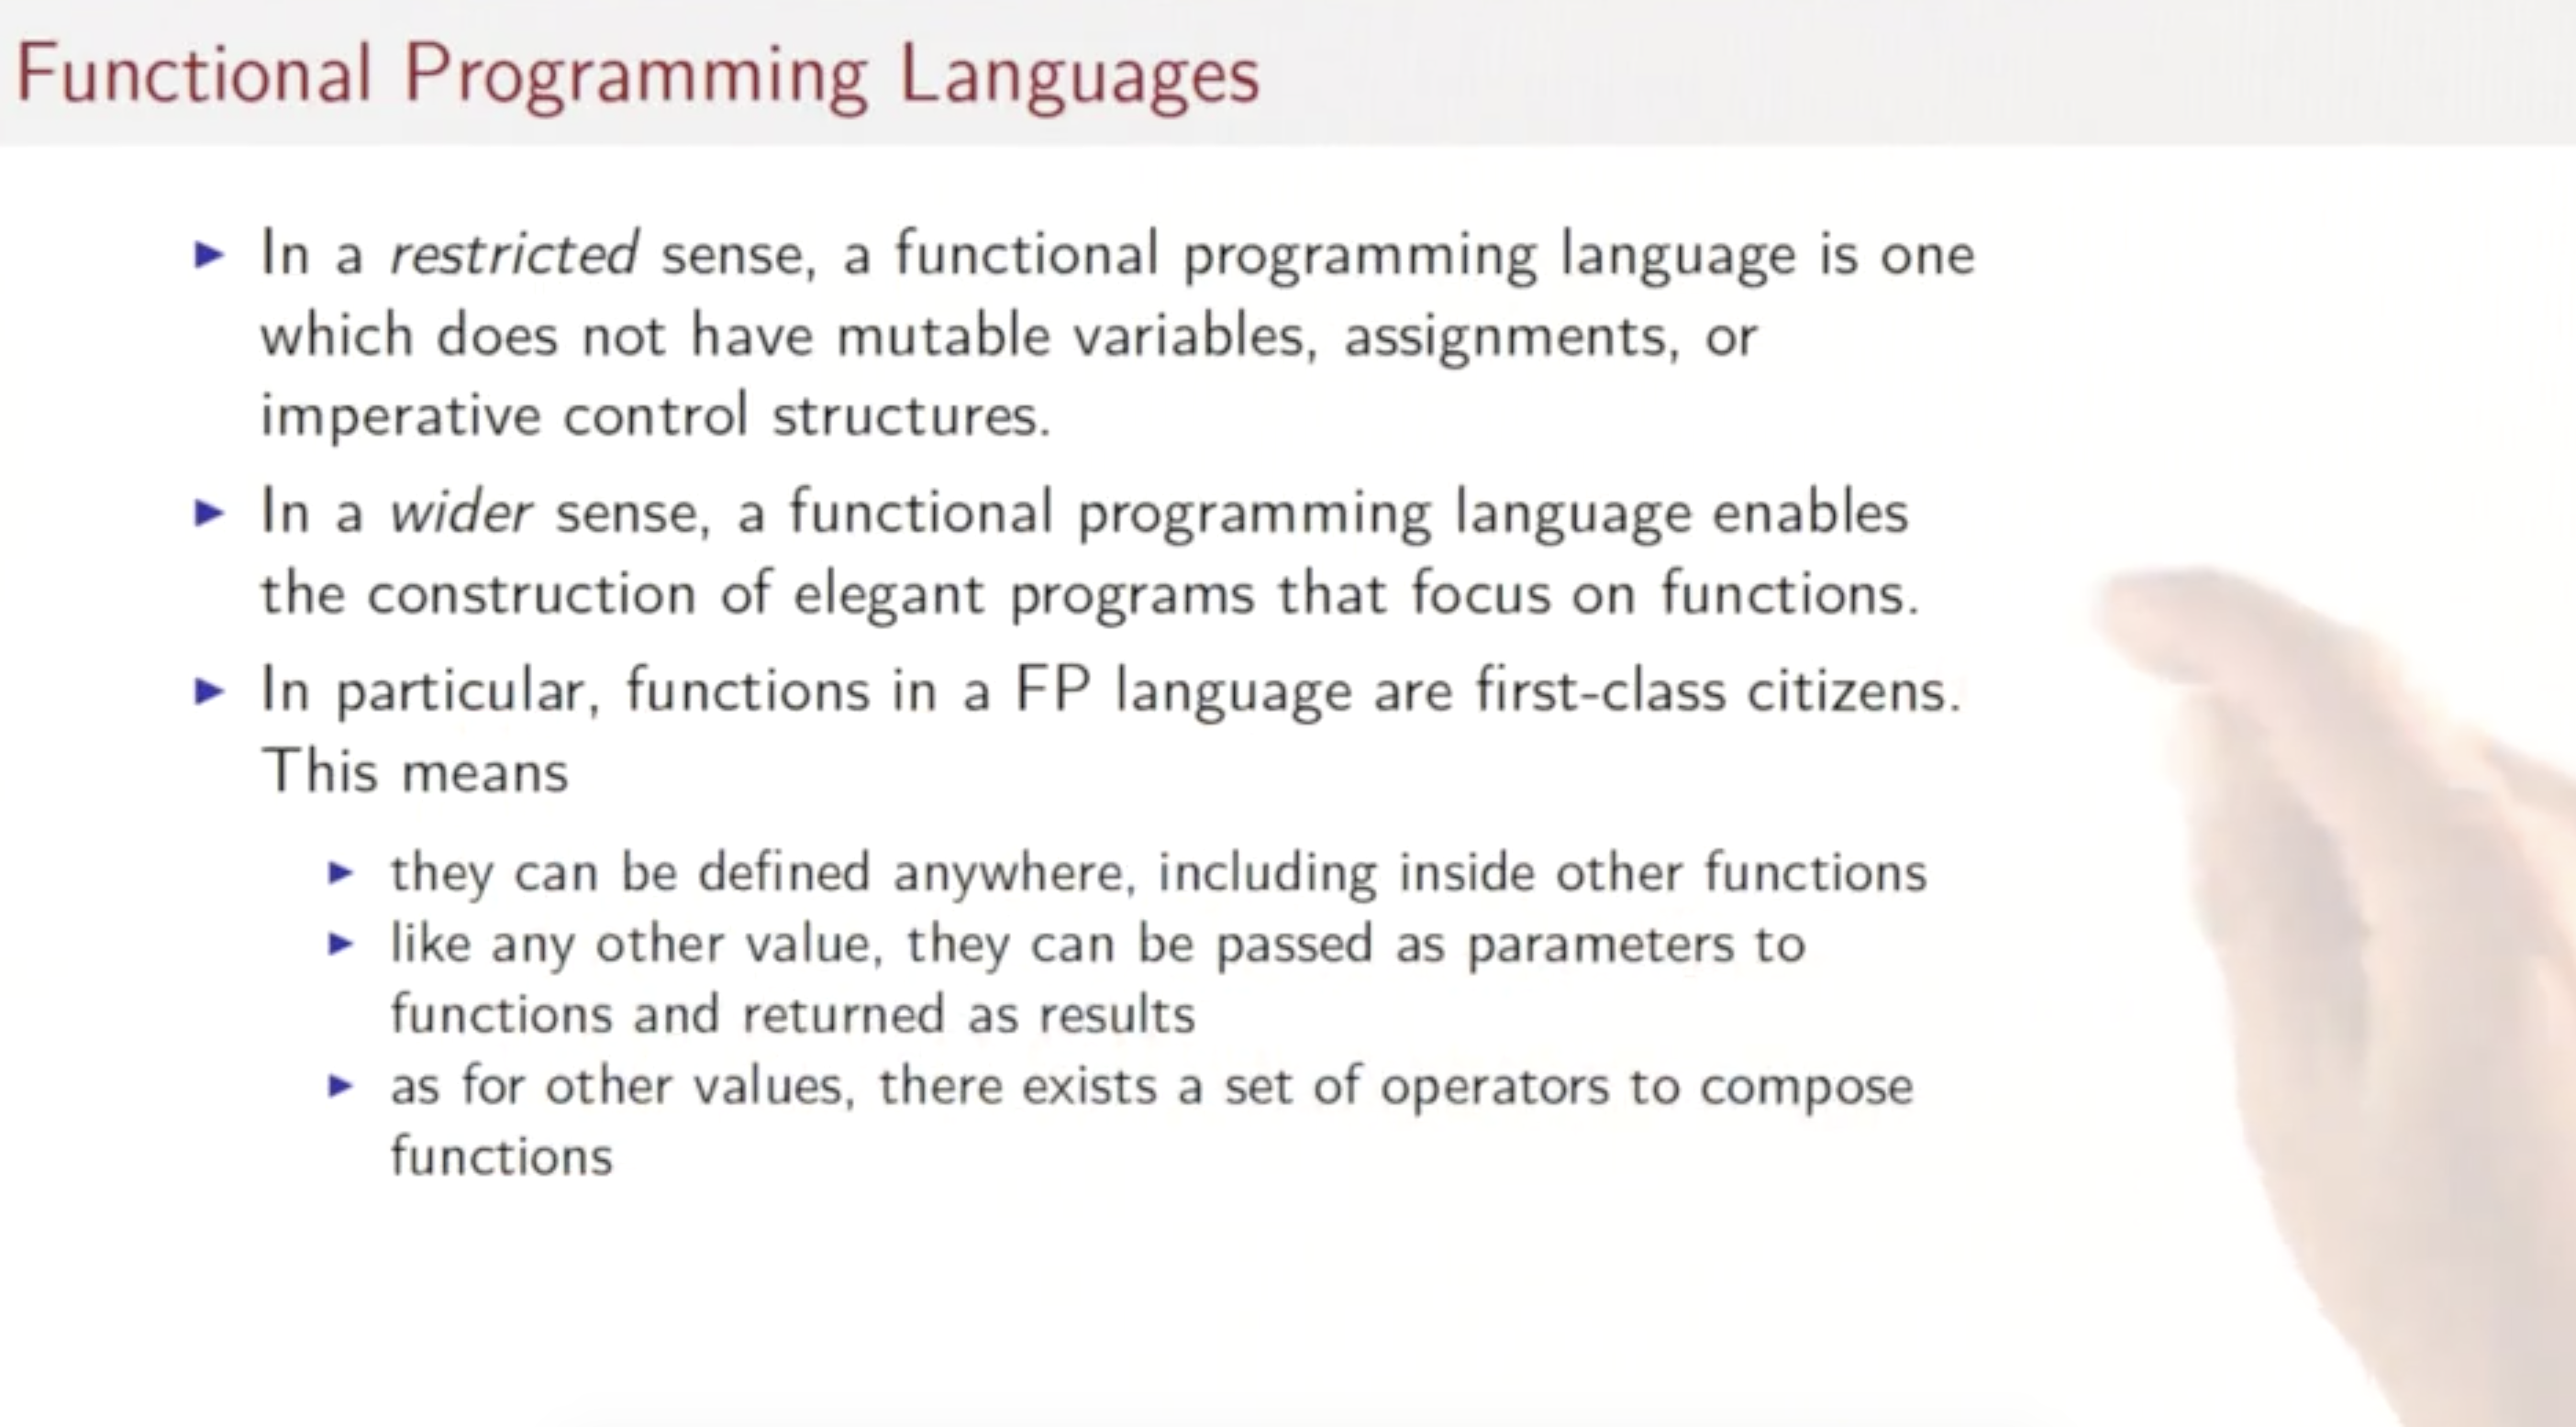 Functional Programming Languages
▶ In a restricted sense, a functional programming language is one
which does not have mutable variables, assignments, or
imperative control structures.
▶ In a wider sense, a functional programming language enables
the construction of elegant programs that focus on functions.
▶ In particular, functions in a FP language are first-class citizens.
This means
▶ they can be defined anywhere, including inside other functions
▶ like any other value, they can be passed as parameters to
functions and returned as results
▶ as for other values, there exists a set of operators to compose
functions